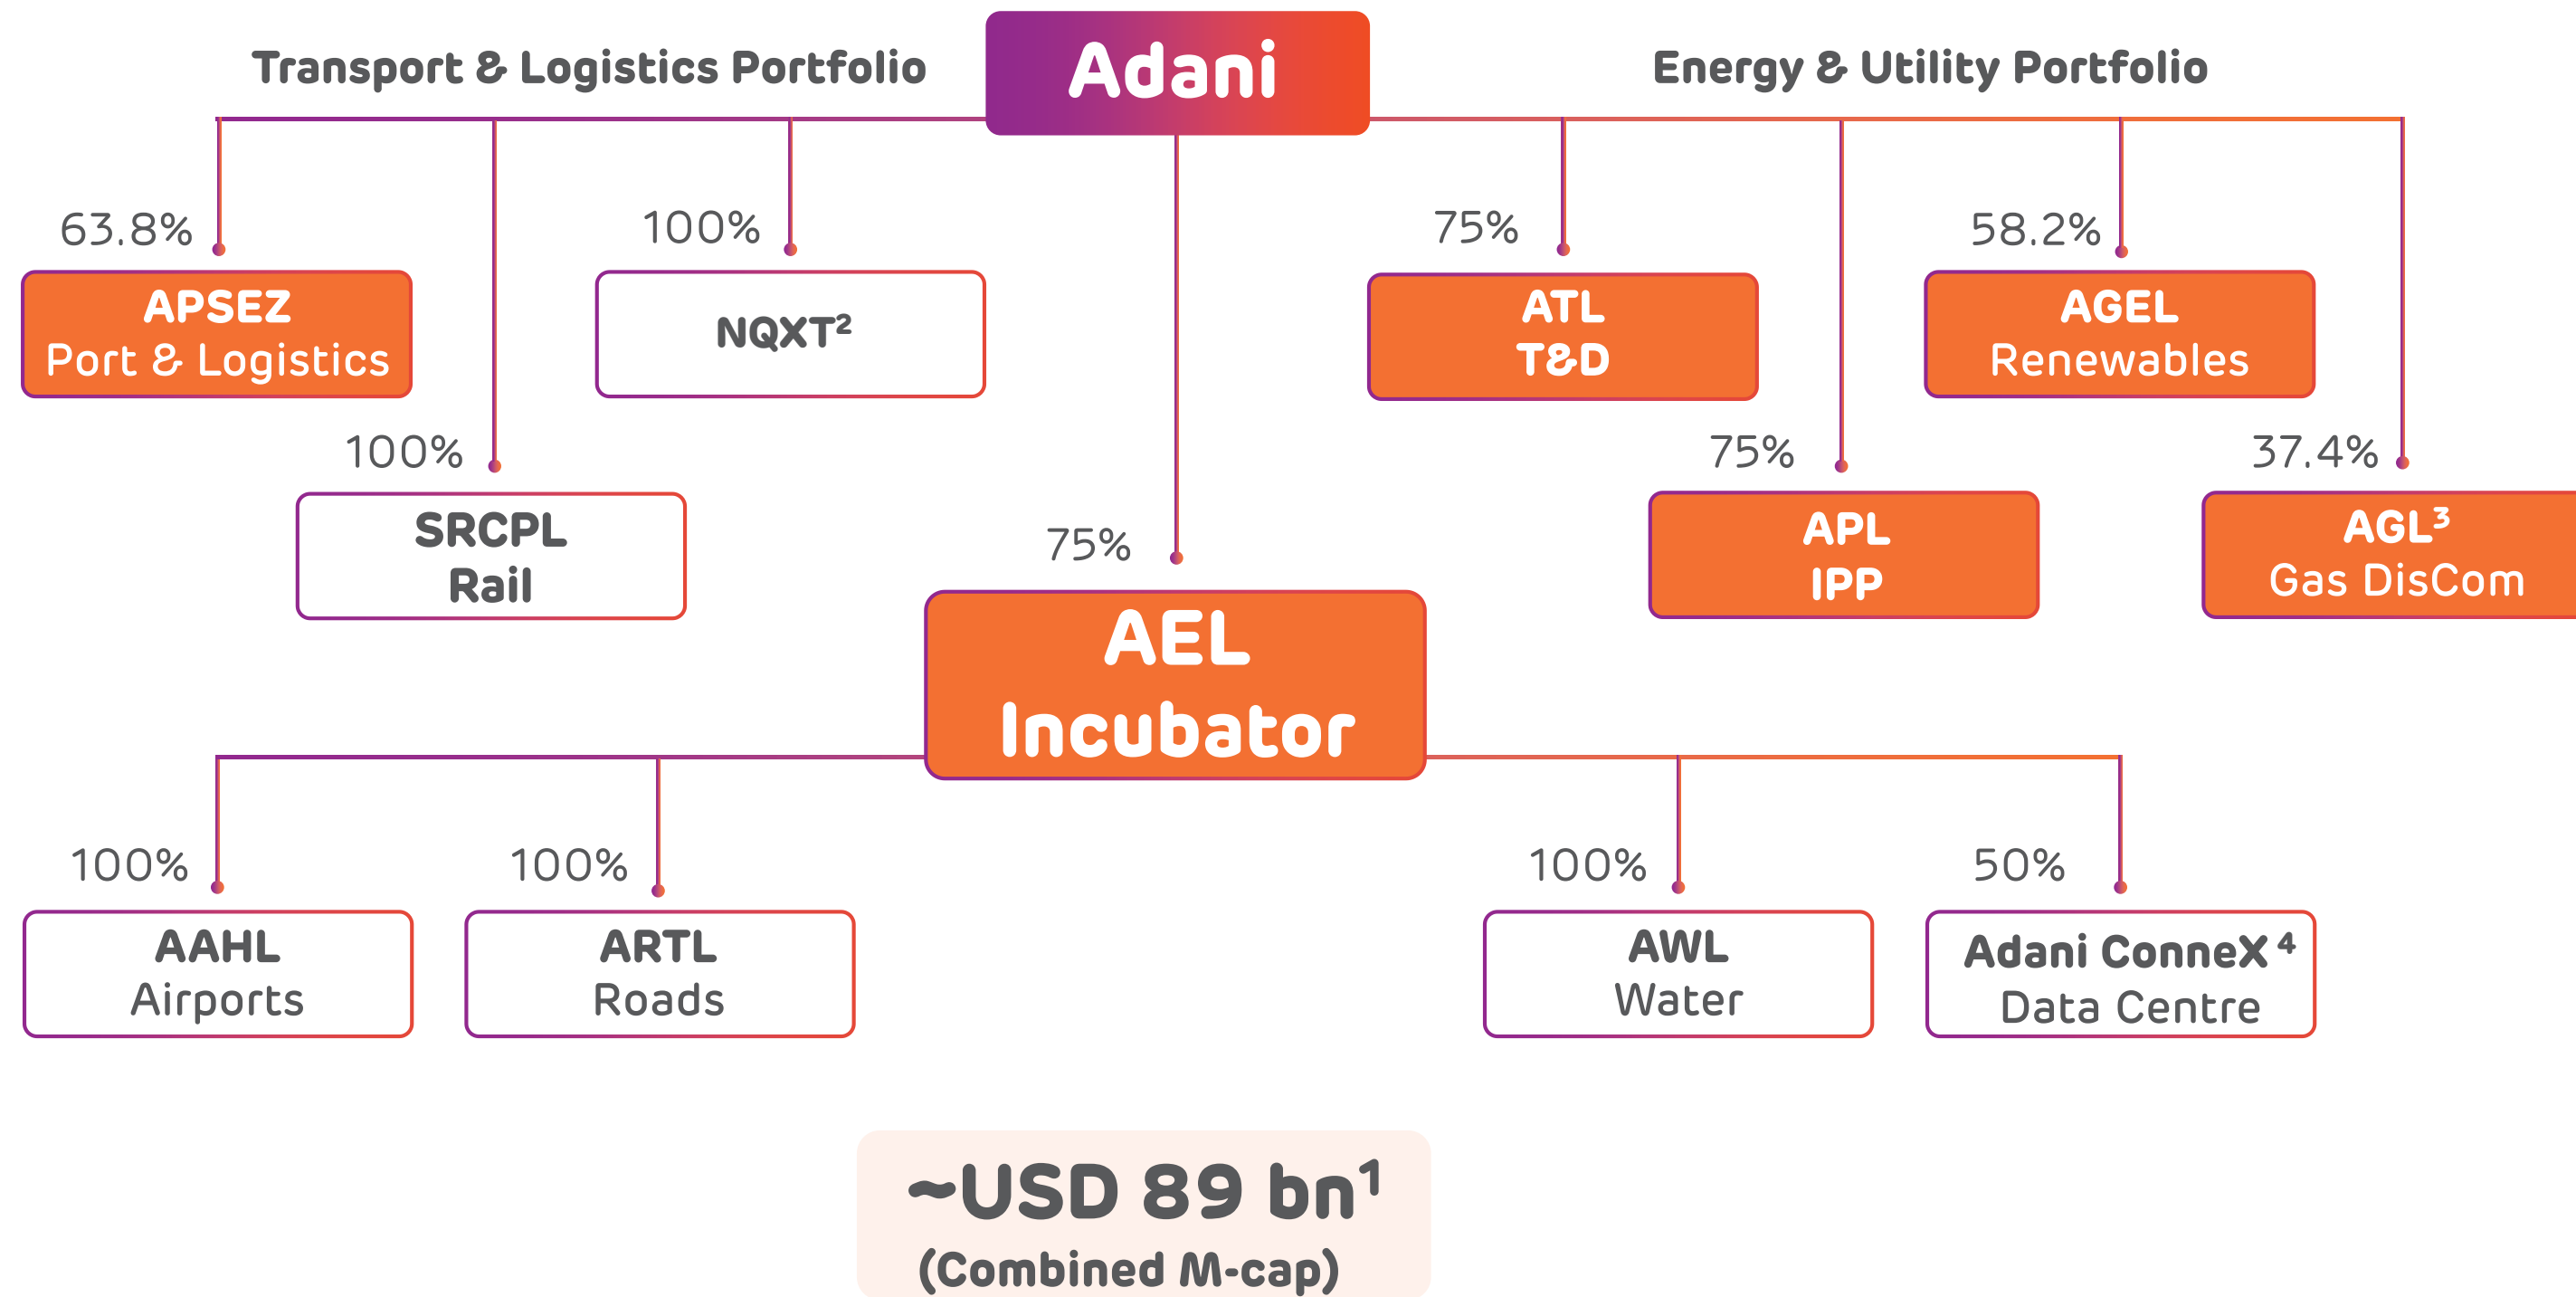 Transport & Logistics Portfolio
Adani
Energy & Utility Portfolio
63.8%
100%
75%
58.2%
APSEZ
Port & Logistics
NQXT²
ATL
T&D
AGEL
Renewables
100%
75%
37.4%
SRCPL
Rail
75%
APL
IPP
AGL³
Gas DisCom
AEL
Incubator
100%
100%
100%
50%
AAHL
Airports
ARTL
Roads
AWL
Water
Adani ConneX ⁴
Data Centre
~USD 89 bn¹
(Combined M-cap)